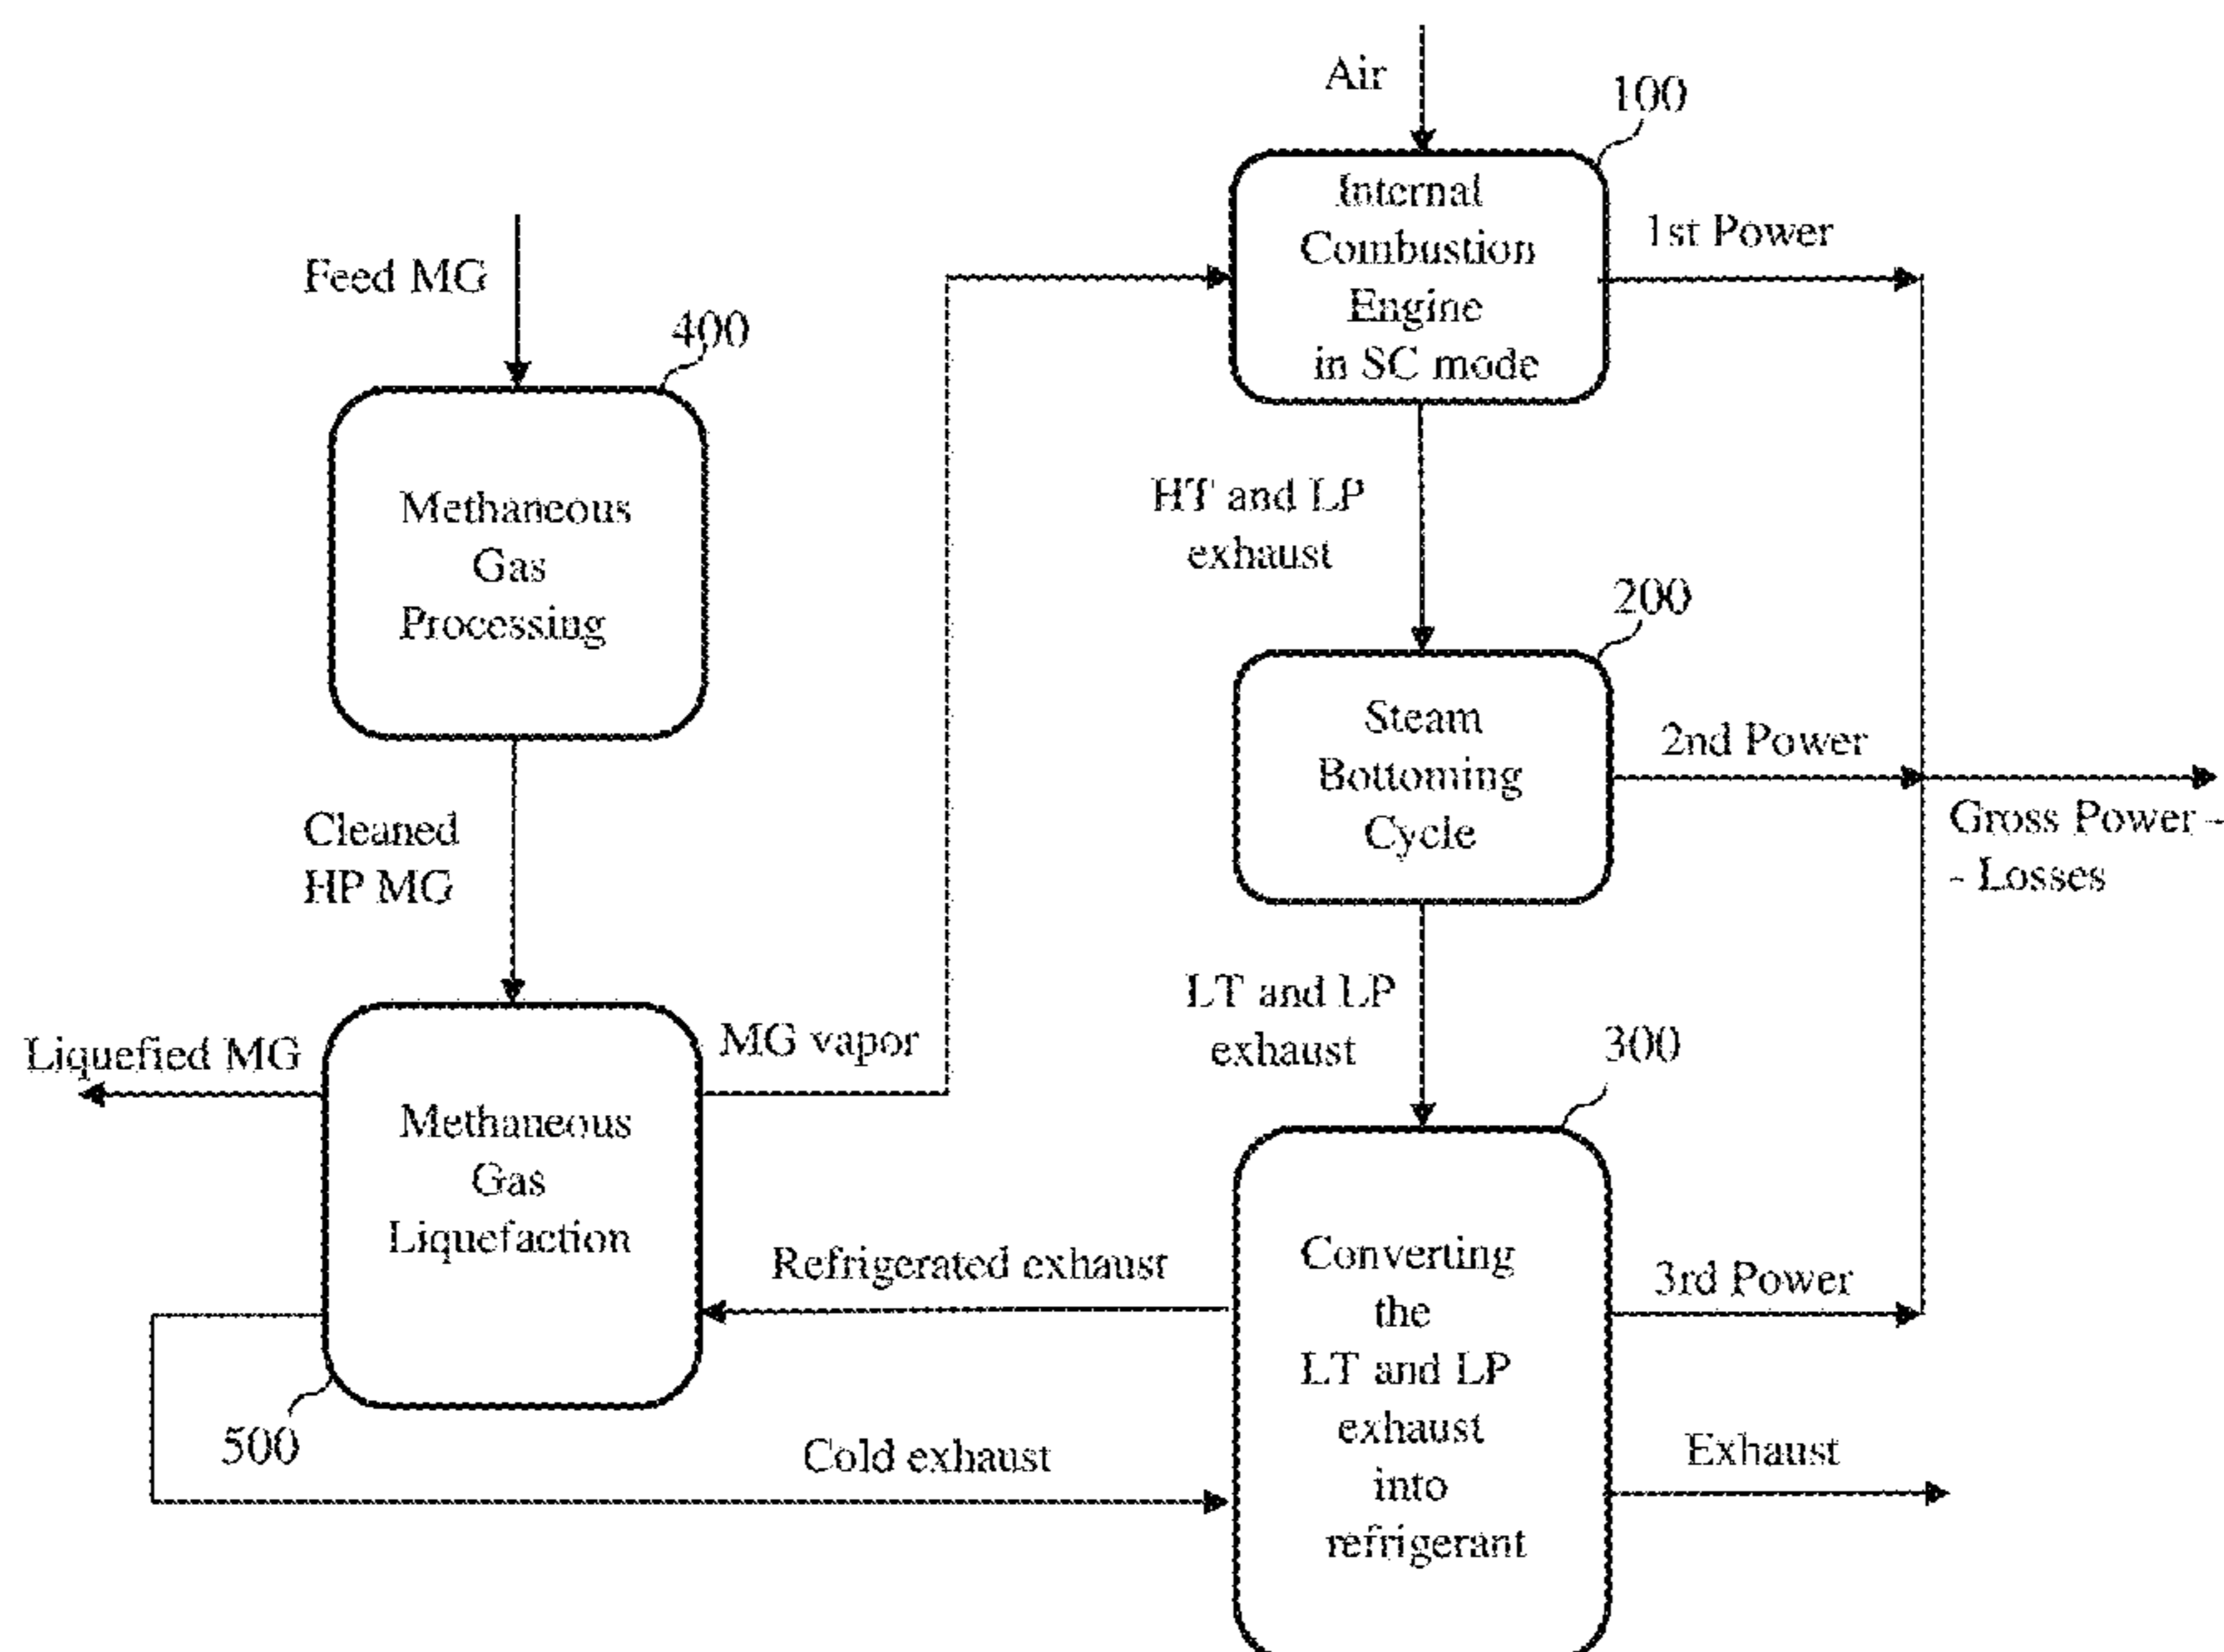 Air
100
Internal
Combustion
Engine
in SC mode
1st Power
Feed MG
400
Methaneous
Gas
Processing
HT and LP
exhaust
200
Steam
Bottoming
Cycle
2nd Power
Gross Power -
- Losses
Cleaned
HP MG
LT and LP
exhaust
300
Liquefied MG
MG vapor
Methaneous
Gas
Liquefaction
500
Refrigerated exhaust
Cold exhaust
Converting
the
LT and LP
exhaust
into
refrigerant
3rd Power
Exhaust